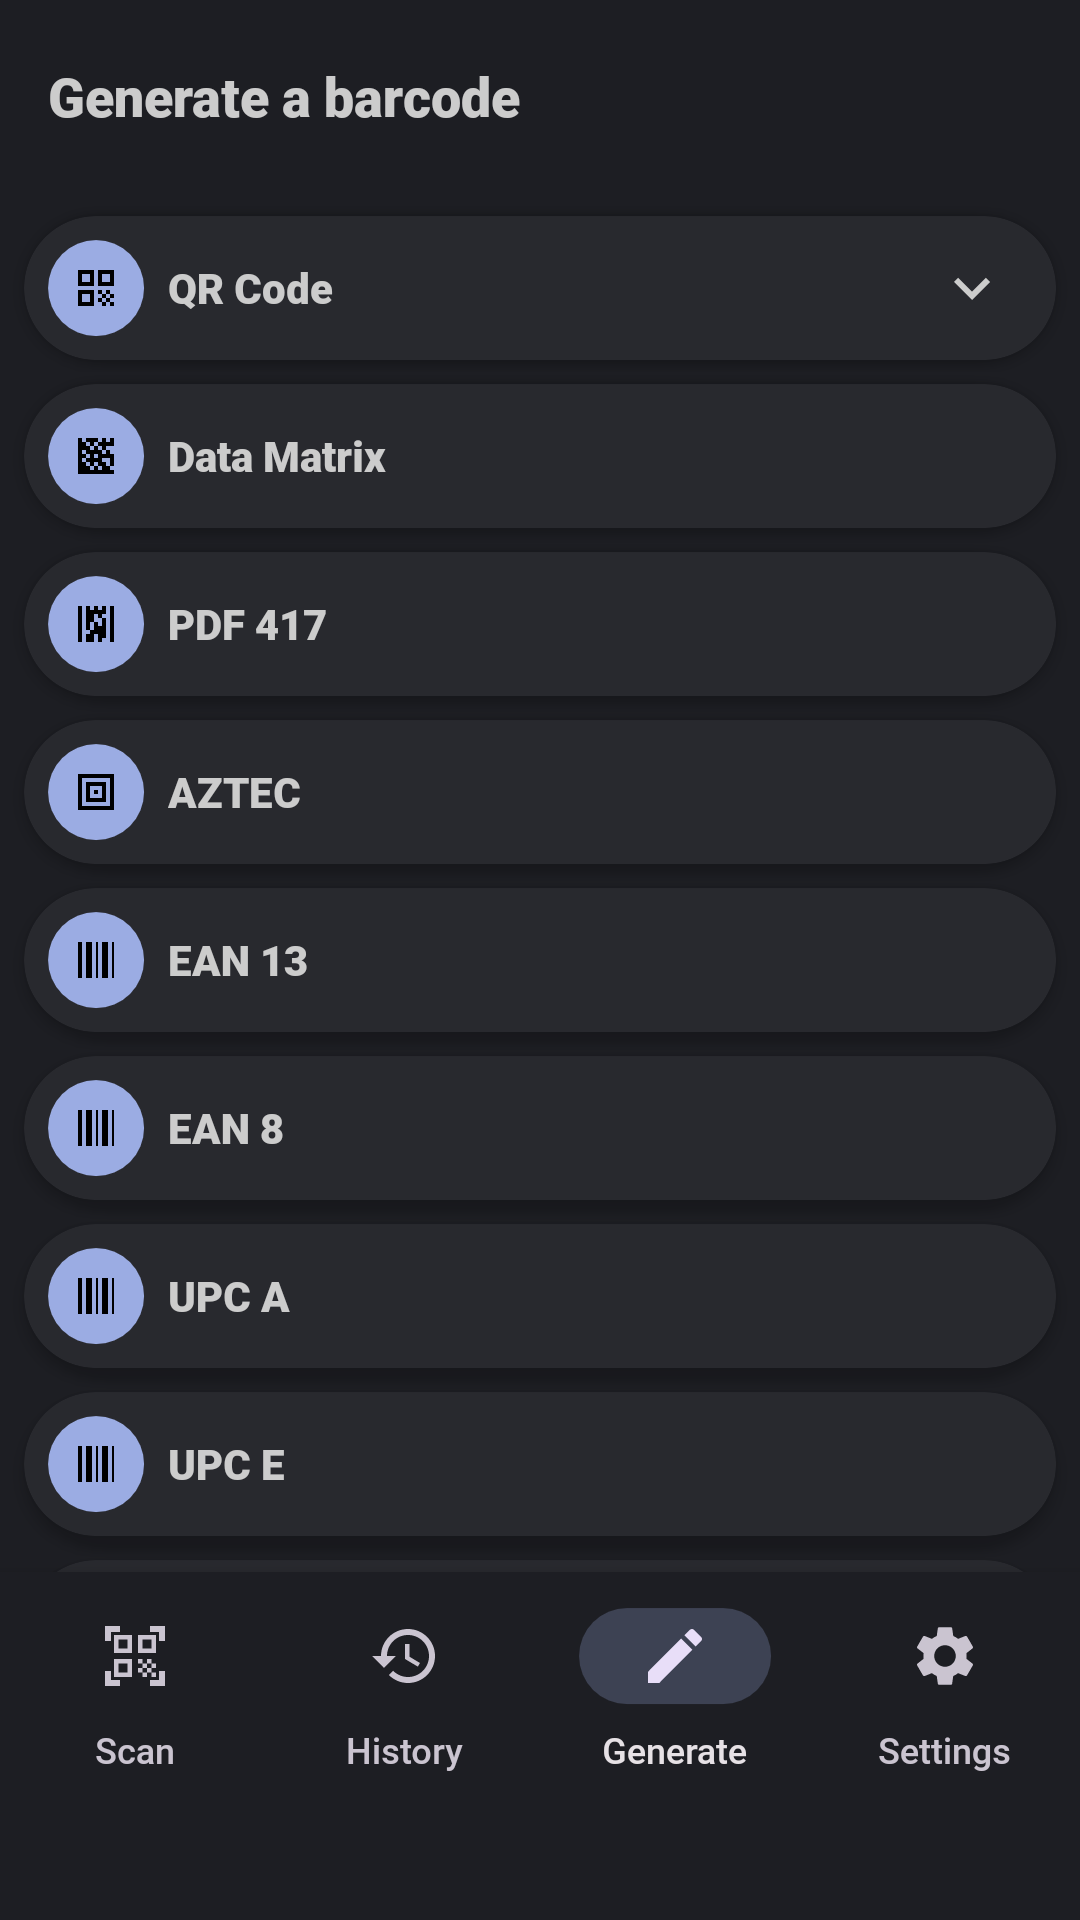 Generate a barcode
QR Code
Data Matrix
PDF 417
AZTEC
EAN 13
EAN 8
UPC A
UPC E
Scan
History
Generate
Settings